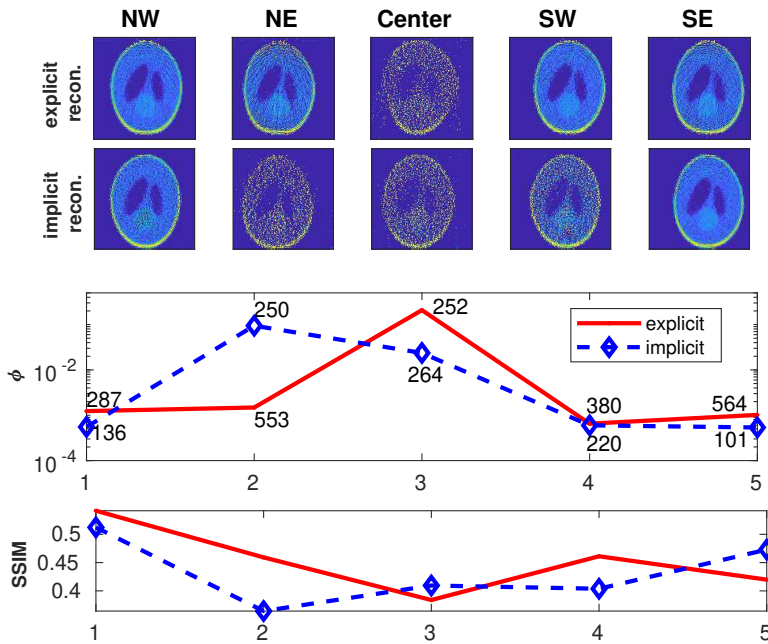 NW NE Center SW SE
explicit recon.
implicit recon.
ϕ
10^-2
10^-4
287
136
250
553
252
264
380
220
564
101
explicit
implicit
1 2 3 4 5
SSIM
0.5
0.45
0.4
1 2 3 4 5